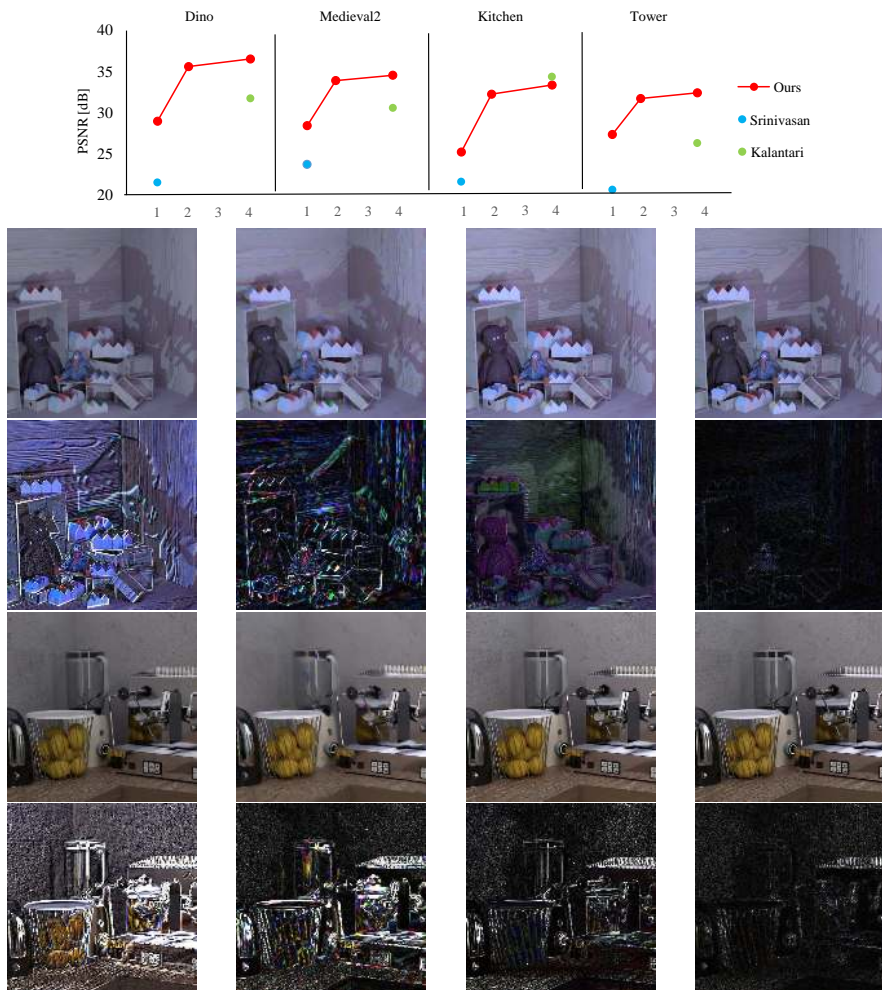 Dino Medieval2 Kitchen Tower
40
35
30
25
20
PSNR [dB]
Ours
Srinivasan
Kalantari
1 2 3 4 1 2 3 4 1 2 3 4 1 2 3 4